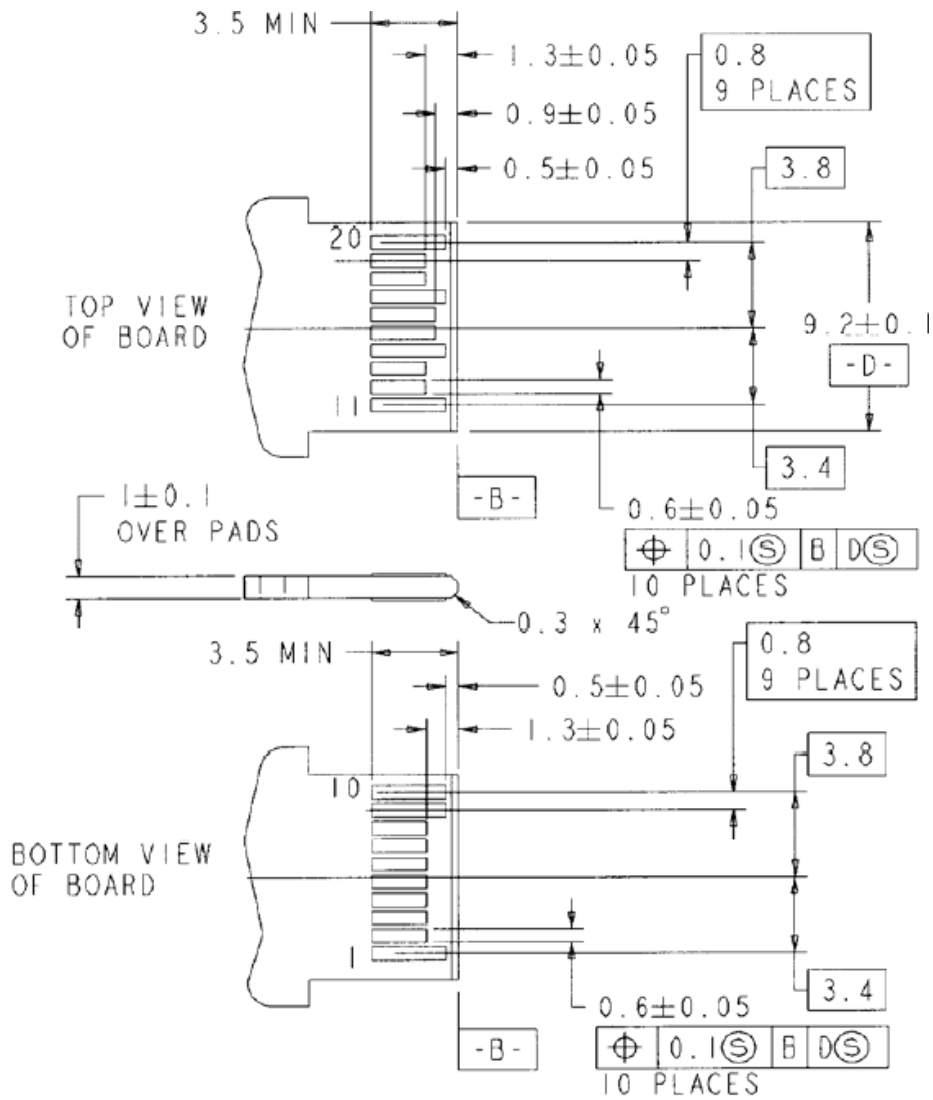 3.5 MIN
1.3±0.05
0.8
9 PLACES
0.9±0.05
0.5±0.05
3.8
20
TOP VIEW
OF BOARD
9.2±0.1
-D-
11
3.4
-B-
1±0.1
OVER PADS
0.6±0.05
⌖ 0.1Ⓢ B DⓈ
10 PLACES
0.3 x 45°
3.5 MIN
0.8
9 PLACES
0.5±0.05
1.3±0.05
3.8
10
BOTTOM VIEW
OF BOARD
1
3.4
0.6±0.05
-B-
⌖ 0.1Ⓢ B DⓈ
10 PLACES